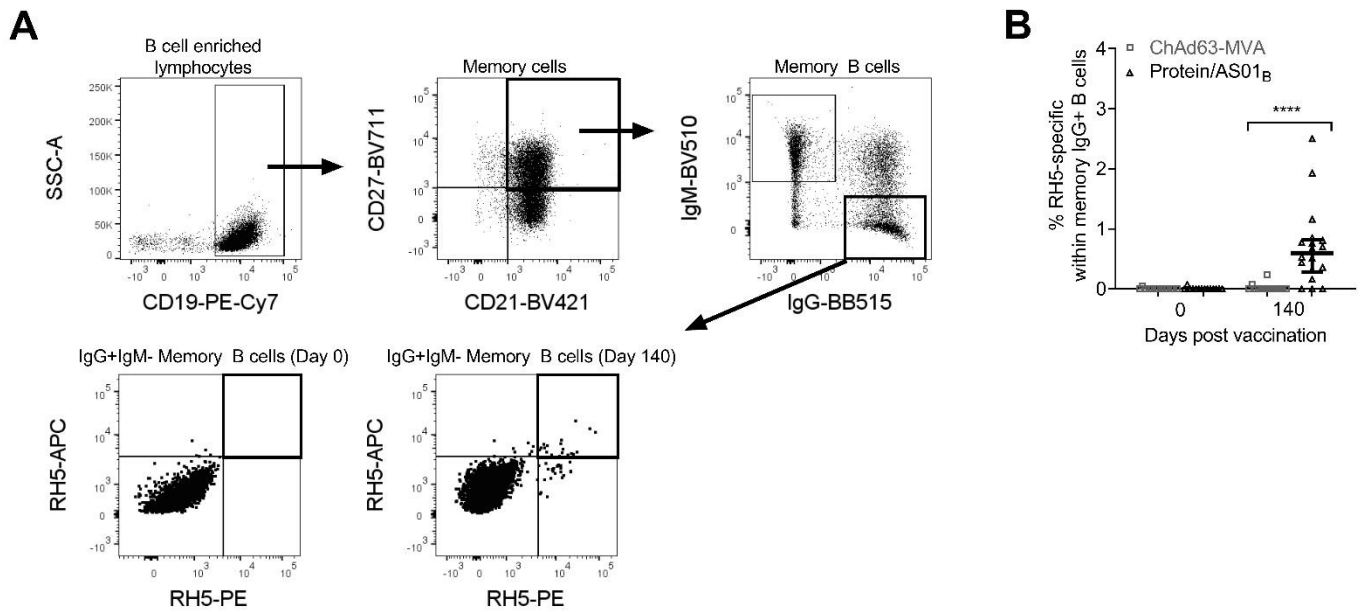 A
B cell enriched
lymphocytes
250K
200K
150K
100K
50K
0
SSC-A
-10³ 0 10³ 10⁴ 10⁵
CD19-PE-Cy7
Memory cells
10⁵
10⁴
10³
0
-10³
CD27-BV711
-10³ 0 10³ 10⁴ 10⁵
CD21-BV421
Memory B cells
10⁵
10⁴
10³
0
-10³
IgM-BV510
-10³ 0 10³ 10⁴ 10⁵
IgG-BB515
IgG+IgM- Memory B cells (Day 0)
10⁵
10⁴
10³
0
-10³
RH5-APC
0 10³ 10⁴ 10⁵
RH5-PE
IgG+IgM- Memory B cells (Day 140)
10⁵
10⁴
10³
0
-10³
RH5-APC
0 10³ 10⁴ 10⁵
RH5-PE
B
ChAd63-MVA
Protein/AS01B
4
3
2
1
0
% RH5-specific
within memory IgG+ B cells
****
0 140
Days post vaccination